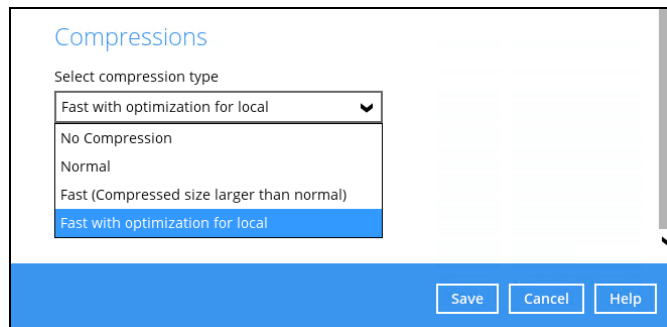 Compressions
Select compression type
Fast with optimization for local
No Compression
Normal
Fast (Compressed size larger than normal)
Fast with optimization for local
Save Cancel Help